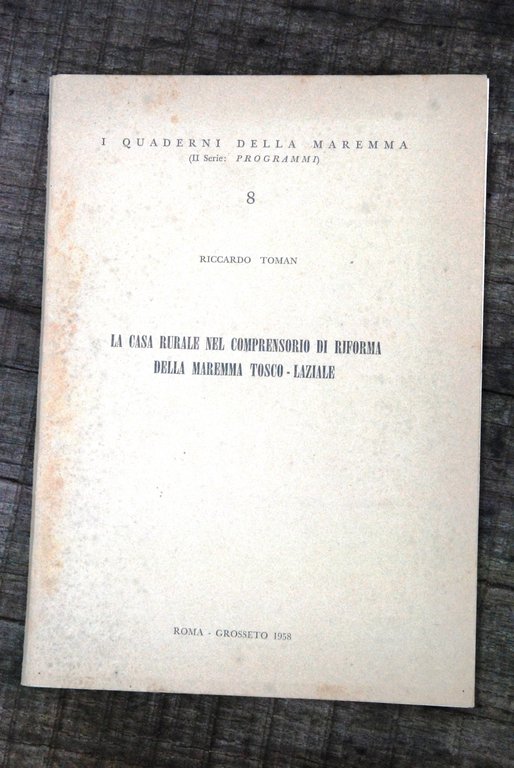 I QUADERNI DELLA MAREMMA
(II Serie: PROGRAMMI)
8
RICCARDO TOMAN
LA CASA RURALE NEL COMPRENSORIO DI RIFORMA
DELLA MAREMMA TOSCO - LAZIALE
ROMA - GROSSETO 1958